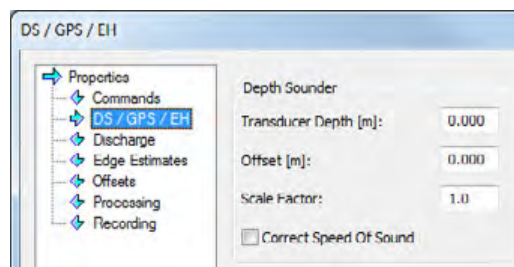 DS / GPS / EH
Properties
Commands
DS / GPS / EH
Discharge
Edge Estimates
Offsets
Processing
Recording
Depth Sounder
Transducer Depth [m]: 0.000
Offset [m]: 0.000
Scale Factor: 1.0
Correct Speed Of Sound